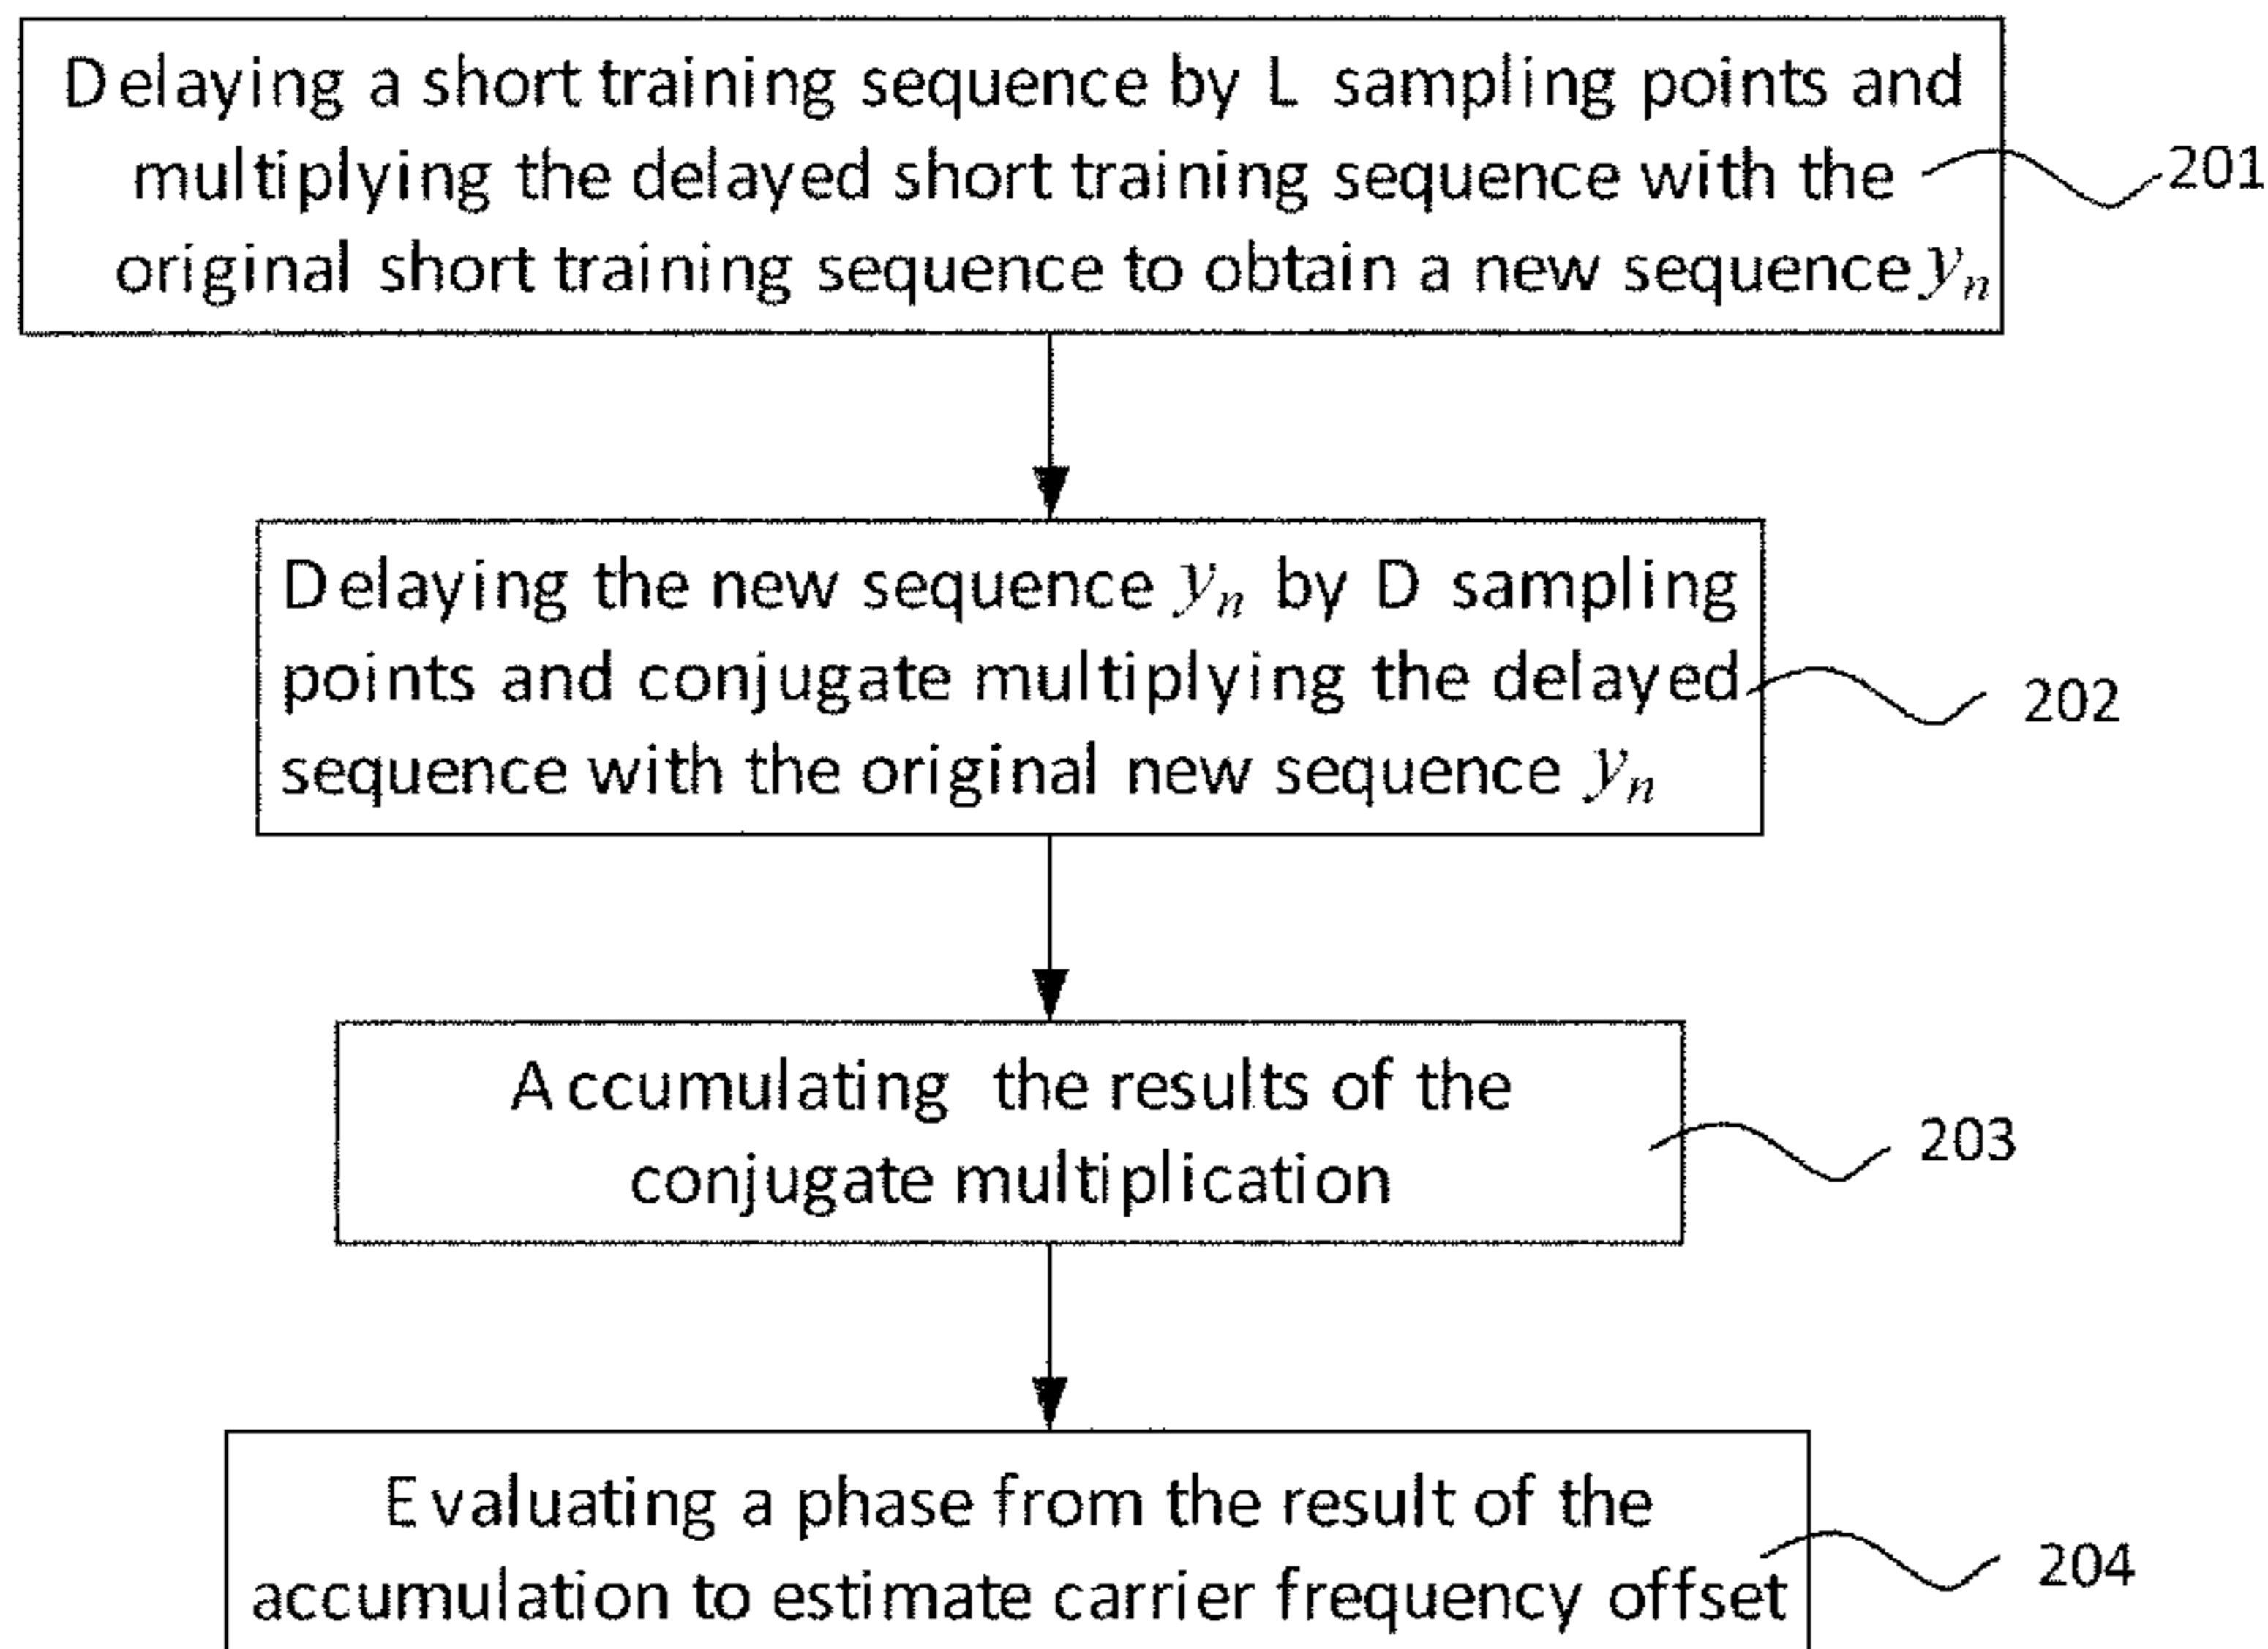 Delaying a short training sequence by L sampling points and
multiplying the delayed short training sequence with the
original short training sequence to obtain a new sequence yₙ
201
Delaying the new sequence yₙ by D sampling
points and conjugate multiplying the delayed
sequence with the original new sequence yₙ
202
Accumulating the results of the
conjugate multiplication
203
Evaluating a phase from the result of the
accumulation to estimate carrier frequency offset
204